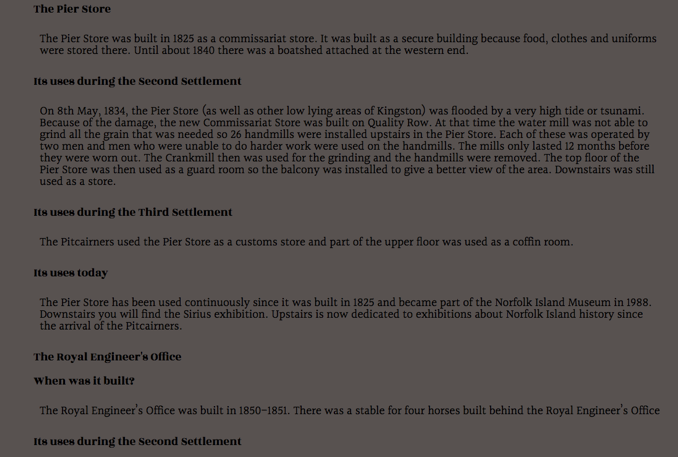 The Pier Store
The Pier Store was built in 1825 as a commissariat store. It was built as a secure building because food, clothes and uniforms
were stored there. Until about 1840 there was a boatshed attached at the western end.
Its uses during the Second Settlement
On 8th May, 1834, the Pier Store (as well as other low lying areas of Kingston) was flooded by a very high tide or tsunami.
Because of the damage, the new Commissariat Store was built on Quality Row. At that time the water mill was not able to
grind all the grain that was needed so 26 handmills were installed upstairs in the Pier Store. Each of these was operated by
two men and men who were unable to do harder work were used on the handmills. The mills only lasted 12 months before
they were worn out. The Crankmill then was used for the grinding and the handmills were removed. The top floor of the
Pier Store was then used as a guard room so the balcony was installed to give a better view of the area. Downstairs was still
used as a store.
Its uses during the Third Settlement
The Pitcairners used the Pier Store as a customs store and part of the upper floor was used as a coffin room.
Its uses today
The Pier Store has been used continuously since it was built in 1825 and became part of the Norfolk Island Museum in 1988.
Downstairs you will find the Sirius exhibition. Upstairs is now dedicated to exhibitions about Norfolk Island history since
the arrival of the Pitcairners.
The Royal Engineer's Office
When was it built?
The Royal Engineer's Office was built in 1850-1851. There was a stable for four horses built behind the Royal Engineer's Office
Its uses during the Second Settlement